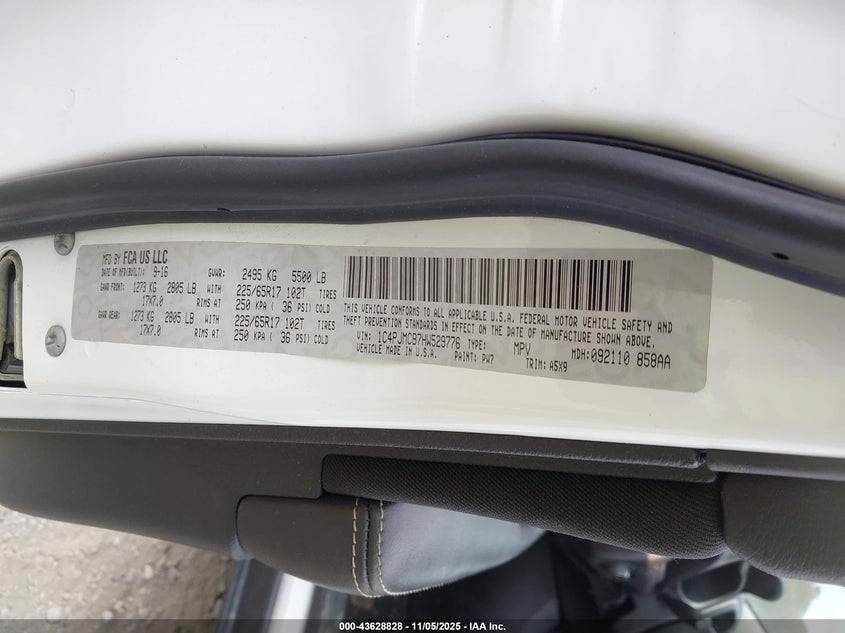 MFD BY FCA US LLC
DATE OF MFR(BUILT): 9-16 GVWR: 2495 KG 5500 LB
GAWR FRONT: 1273 KG 2805 LB WITH 225/65R17 102T TIRES
17X7.0 RIMS AT 250 KPA ( 36 PSI) COLD
GAWR REAR: 1273 KG 2805 LB WITH 225/65R17 102T TIRES
17X7.0 RIMS AT 250 KPA ( 36 PSI) COLD
THIS VEHICLE CONFORMS TO ALL APPLICABLE U.S.A. FEDERAL MOTOR VEHICLE SAFETY AND
THEFT PREVENTION STANDARDS IN EFFECT ON THE DATE OF MANUFACTURE SHOWN ABOVE.
VIN: 1C4PJMCB7HW529776 TYPE: MPV MDH: 092110 858AA
VEHICLE MADE IN U.S.A. PAINT: PW7 TRIM: A5X9
000-43628828 - 11/05/2025 - IAA Inc.